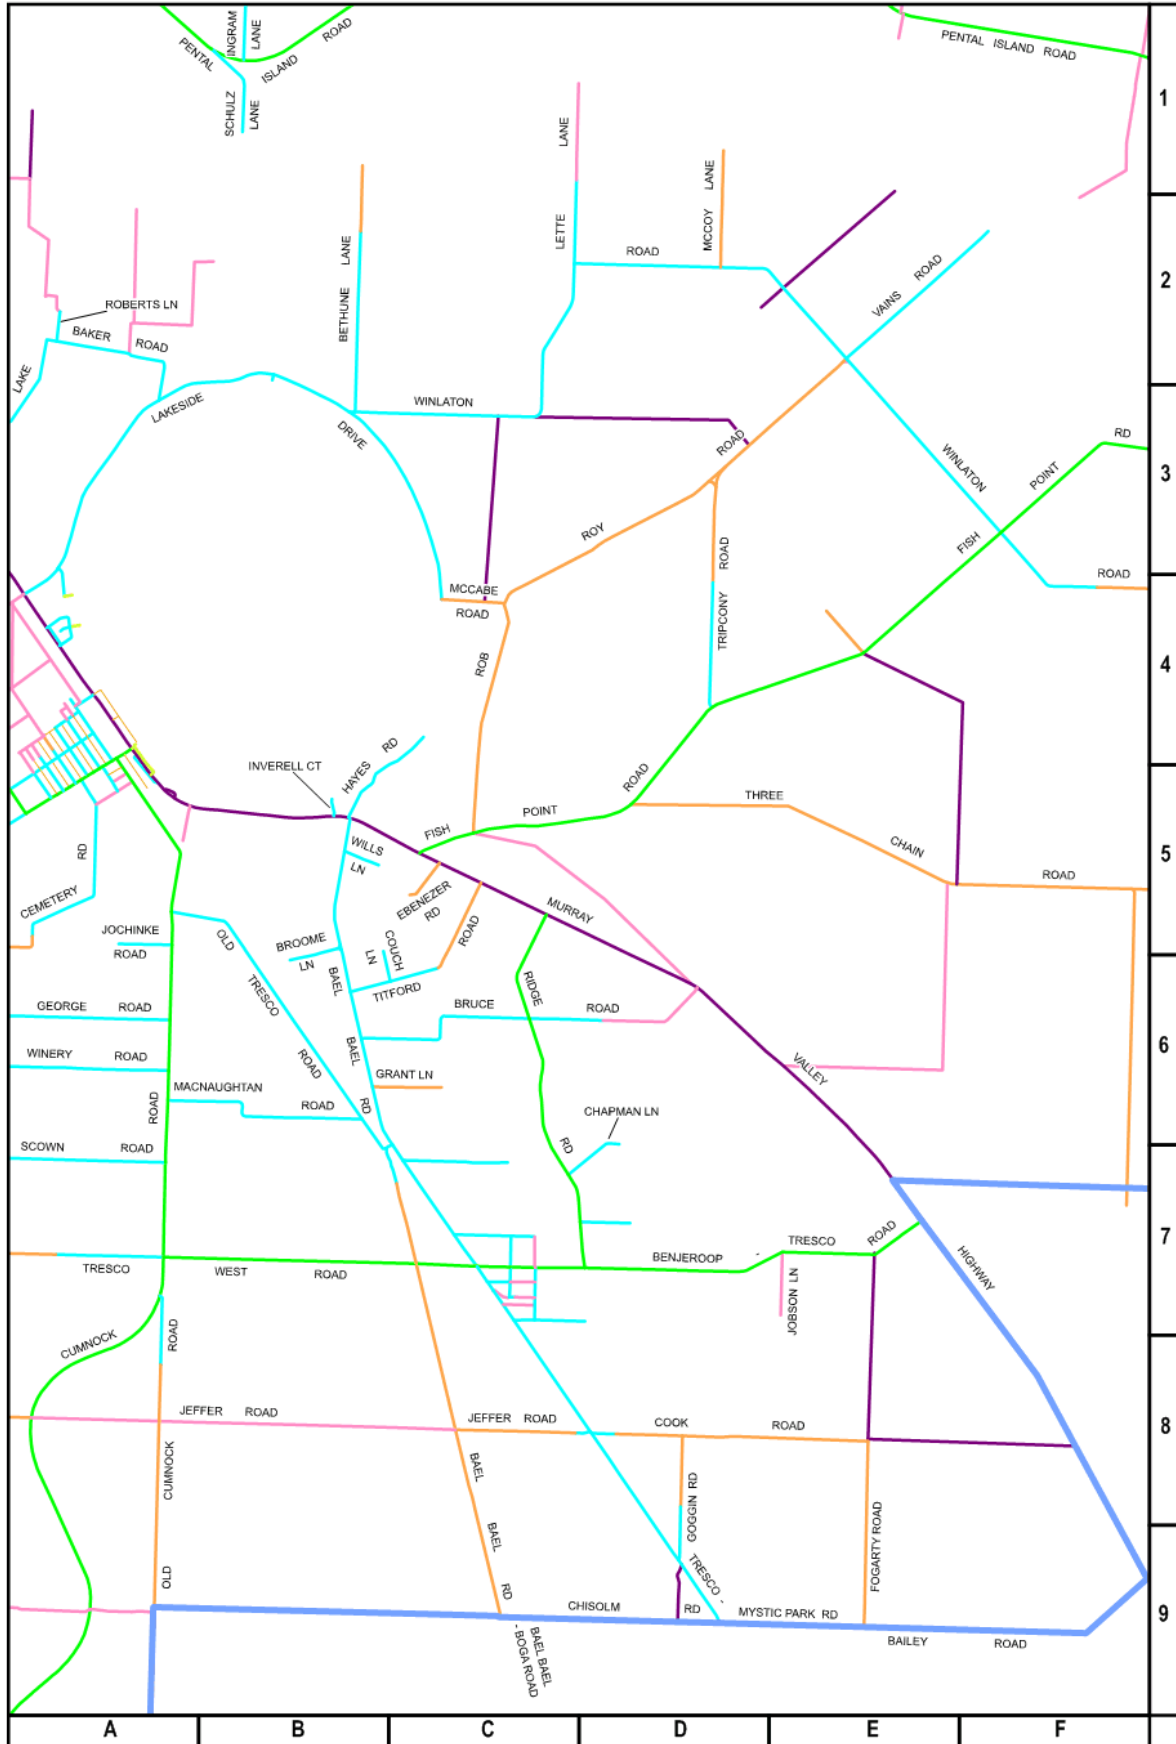 PENTAL
INGRAM
LANE
ISLAND
ROAD
PENTAL ISLAND ROAD
SCHULZ
LANE
1
LANE
MCCOY LANE
LETTE
ROAD
BETHUNE LANE
VAINS ROAD
2
ROBERTS LN
BAKER ROAD
LAKE
LAKESIDE
DRIVE
WINLATON
ROAD
WINLATON
POINT
RD
3
ROY
FISH
ROAD
TRIPCONY
MCCABE
ROAD
ROAD
ROB
4
INVERELL CT
HAYES RD
ROAD
THREE
FISH
POINT
CHAIN
ROAD
WILLS
LN
RD
5
CEMETERY
EBENEZER
RD
MURRAY
JOCHINKE
ROAD
OLD
BROOME
LN
COUCH
LN
ROAD
BAEL
TITFORD
RIDGE
TRESCO
GEORGE ROAD
BRUCE
ROAD
6
WINERY ROAD
ROAD
BAEL
VALLEY
GRANT LN
MACNAUGHTAN
ROAD
RD
ROAD
CHAPMAN LN
SCOWN ROAD
RD
7
TRESCO
WEST
ROAD
BENJEROOP
-
TRESCO
ROAD
HIGHWAY
JOBSON LN
CUMNOCK
ROAD
JEFFER ROAD
JEFFER ROAD
COOK
ROAD
8
CUMNOCK
BAEL
GOGGIN RD
BAEL
FOGARTY ROAD
OLD
RD
TRESCO -
CHISOLM
RD
MYSTIC PARK RD
9
BAILEY
ROAD
BAEL BAEL
- BOGA ROAD
A
B
C
D
E
F